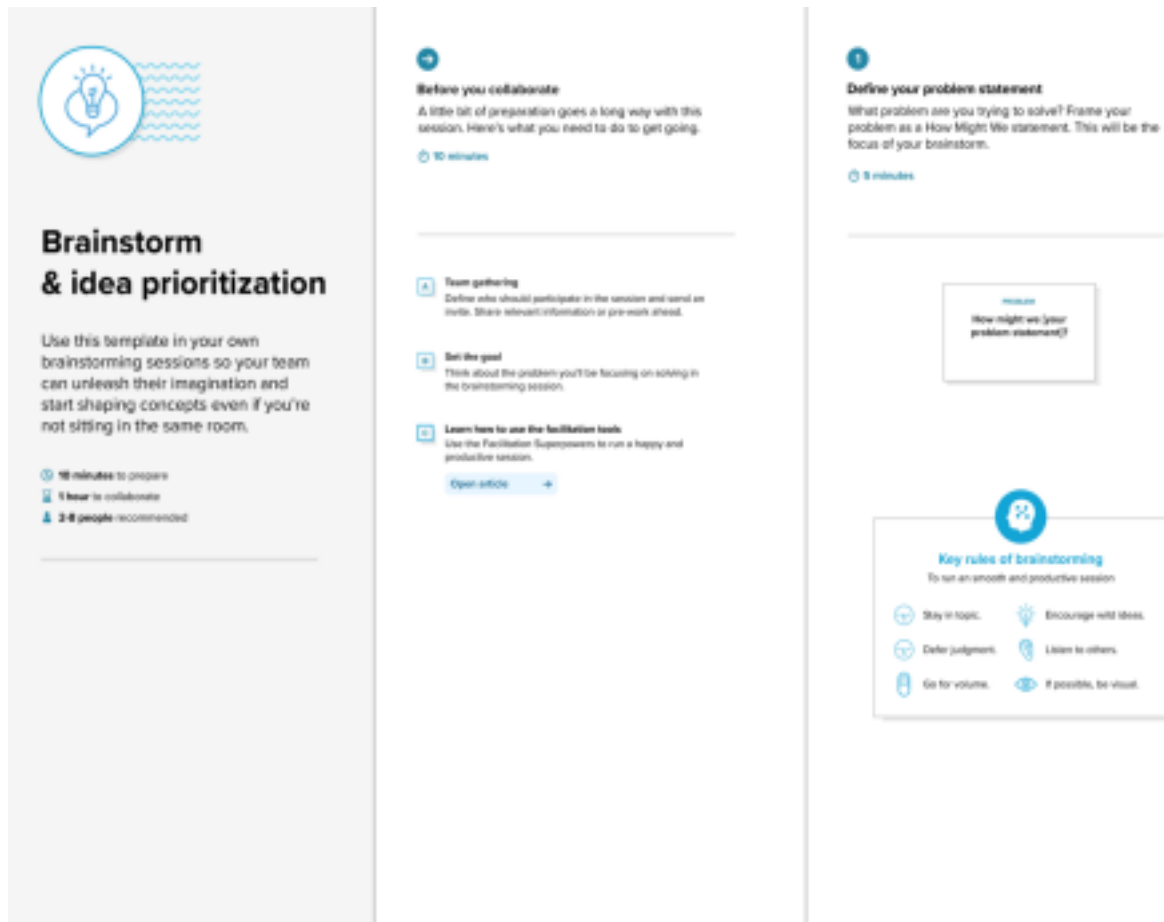 Brainstorm
& idea prioritization
Use this template in your own
brainstorming sessions so your team
can unleash their imagination and
start shaping concepts even if you're
not sitting in the same room.
10 minutes to prepare
1 hour to collaborate
2-8 people recommended
Before you collaborate
A little bit of preparation goes a long way with this
session. Here's what you need to do to get going.
10 minutes
A
Team gathering
Define who should participate in the session and send an
invite. Share relevant information or pre-work ahead.
B
Set the goal
Think about the problem you'll be focusing on solving in
the brainstorming session.
Learn how to use the facilitation tools
Use the Facilitation Superpowers to run a happy and
productive session.
Open article
1
Define your problem statement
What problem are you trying to solve? Frame your
problem as a How Might We statement. This will be the
focus of your brainstorm.
5 minutes
PROBLEM
How might we [your
problem statement]?
Key rules of brainstorming
To run an smooth and productive session
Stay in topic.
Encourage wild ideas.
Defer judgment.
Listen to others.
Go for volume.
If possible, be visual.